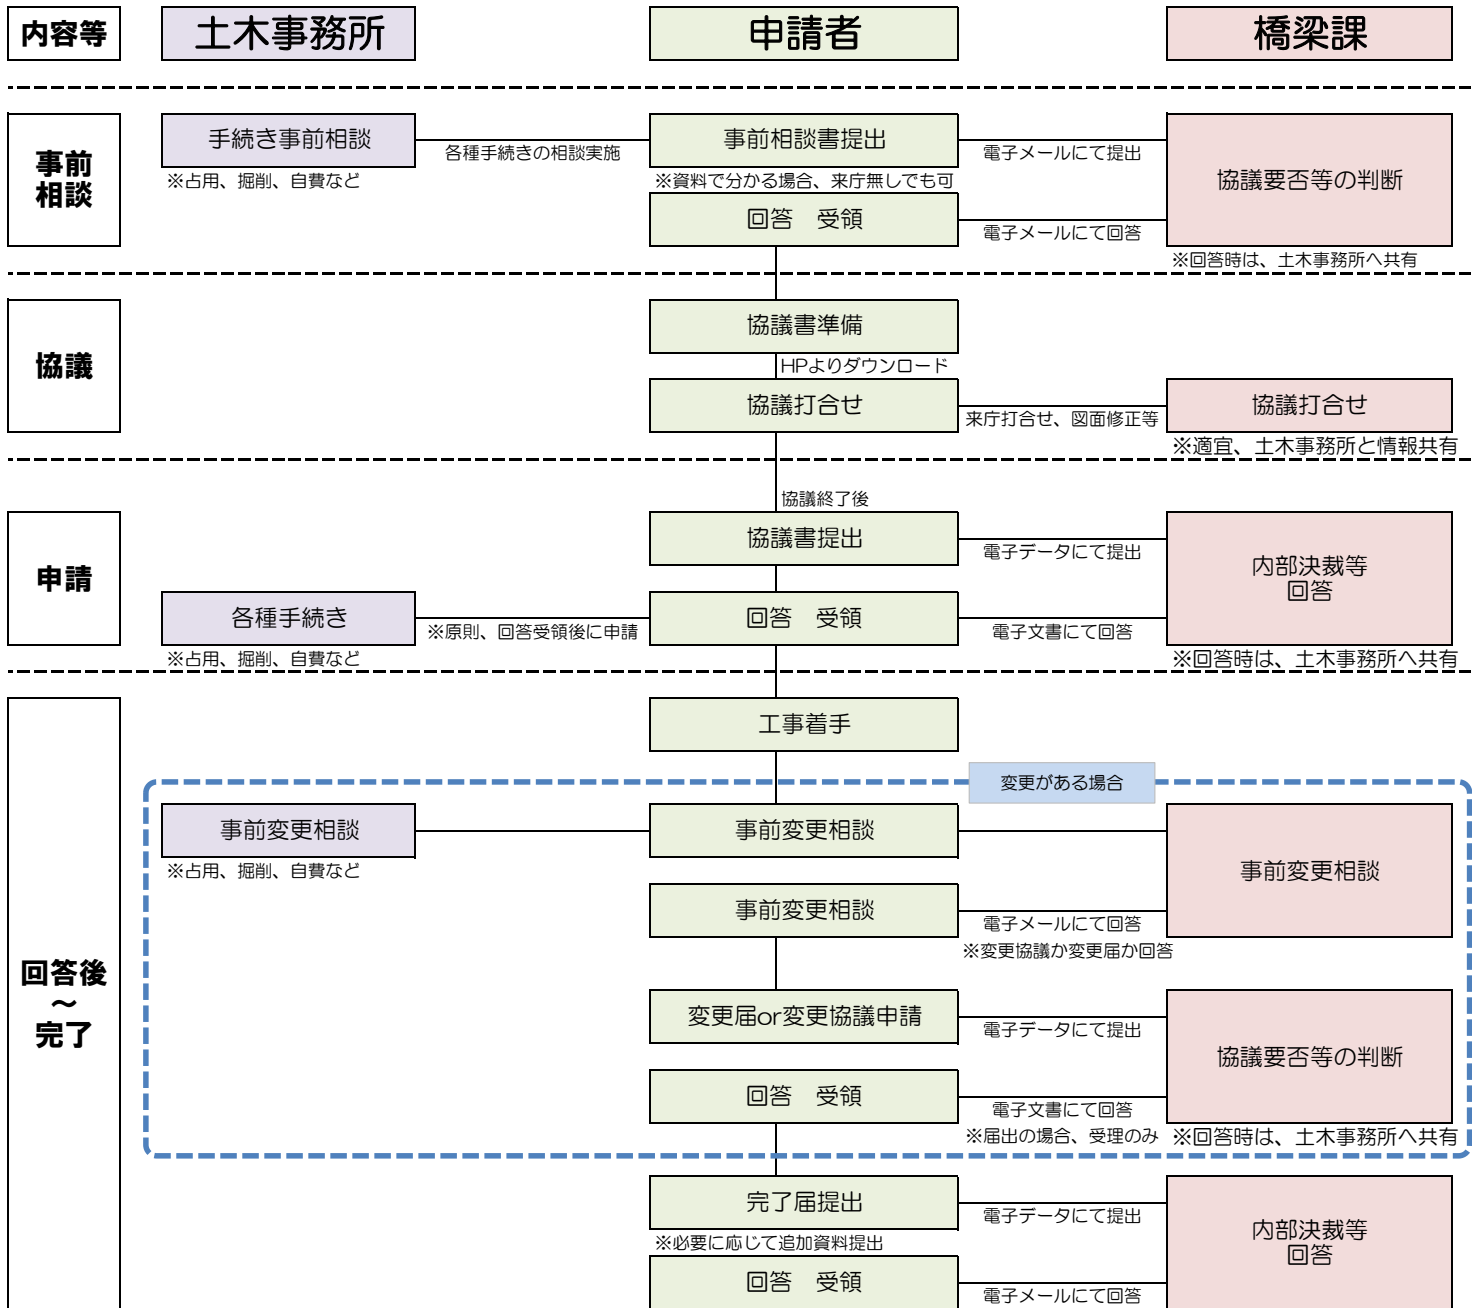 内容等
土木事務所
申請者
橋梁課
事前
相談
手続き事前相談
※占用、掘削、自費など
各種手続きの相談実施
事前相談書提出
※資料で分かる場合、来庁無しでも可
電子メールにて提出
協議要否等の判断
回答　受領
電子メールにて回答
※回答時は、土木事務所へ共有
協議
協議書準備
HPよりダウンロード
協議打合せ
来庁打合せ、図面修正等
協議打合せ
※適宜、土木事務所と情報共有
協議終了後
申請
協議書提出
電子データにて提出
内部決裁等
回答
各種手続き
※占用、掘削、自費など
※原則、回答受領後に申請
回答　受領
電子文書にて回答
※回答時は、土木事務所へ共有
回答後
～
完了
工事着手
変更がある場合
事前変更相談
※占用、掘削、自費など
事前変更相談
事前変更相談
事前変更相談
電子メールにて回答
※変更協議か変更届か回答
変更届or変更協議申請
電子データにて提出
協議要否等の判断
回答　受領
電子文書にて回答
※届出の場合、受理のみ
※回答時は、土木事務所へ共有
完了届提出
※必要に応じて追加資料提出
電子データにて提出
内部決裁等
回答
回答　受領
電子メールにて回答